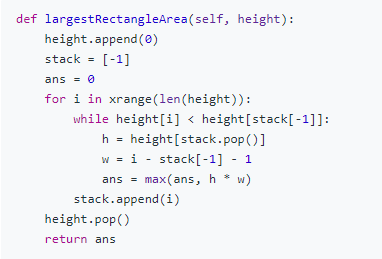 def largestRectangleArea(self, height):
    height.append(0)
    stack = [-1]
    ans = 0
    for i in xrange(len(height)):
        while height[i] < height[stack[-1]]:
            h = height[stack.pop()]
            w = i - stack[-1] - 1
            ans = max(ans, h * w)
        stack.append(i)
    height.pop()
    return ans